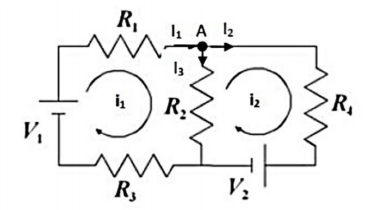 R1 I1 A I2
I3
i1 R2 i2 R4
V1
R3 V2